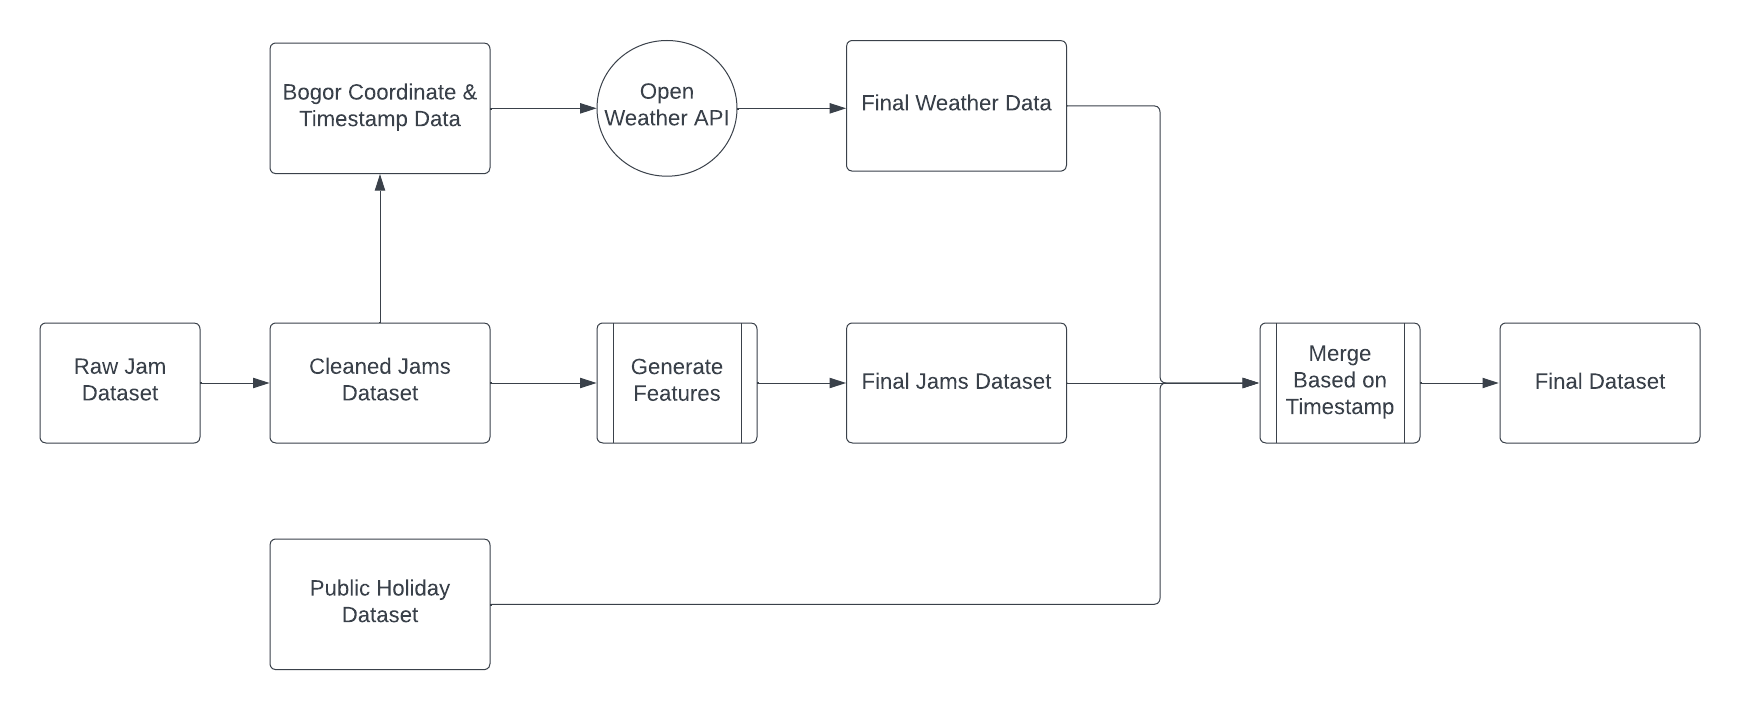 Bogor Coordinate &
Timestamp Data
Open
Weather API
Final Weather Data
Raw Jam
Dataset
Cleaned Jams
Dataset
Generate
Features
Final Jams Dataset
Merge
Based on
Timestamp
Final Dataset
Public Holiday
Dataset